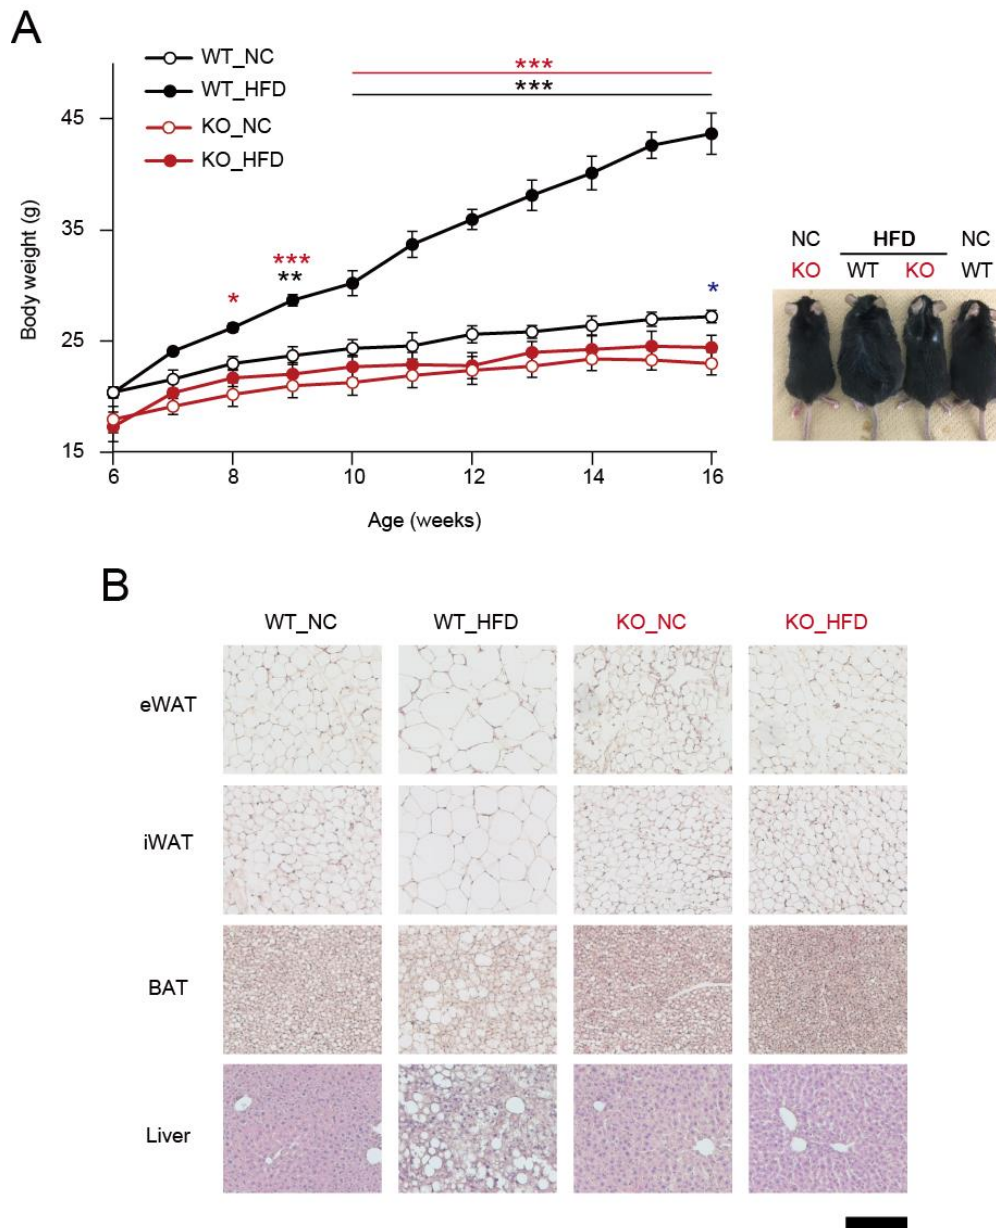 A
WT_NC
WT_HFD
KO_NC
KO_HFD
***
***
***
**
*
*
45
35
25
15
Body weight (g)
6 8 10 12 14 16
Age (weeks)
NC HFD NC
KO WT KO WT
B
WT_NC WT_HFD KO_NC KO_HFD
eWAT
iWAT
BAT
Liver